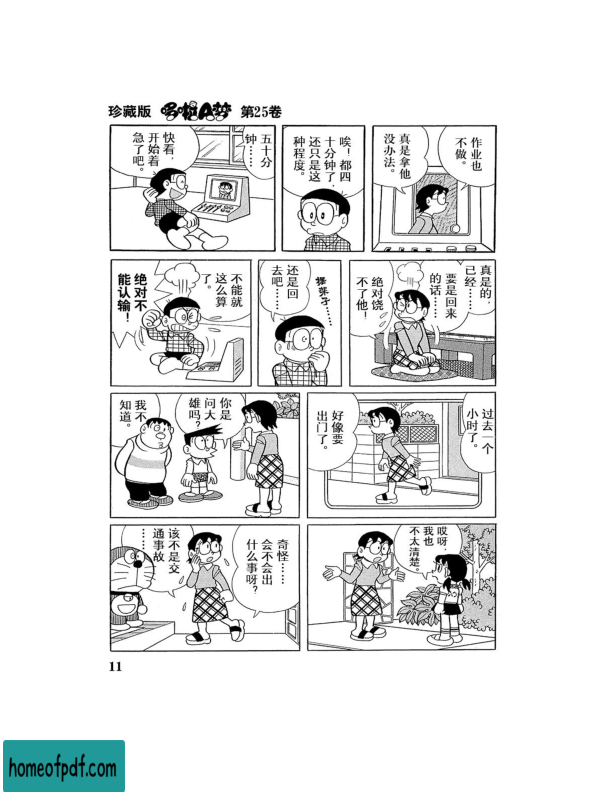 珍藏版 哆啦A梦 第25卷
作业也
不做。
真是拿他
没办法。
唉！都四
十分钟了，
还只是这
种程度。
五十分
钟……
快看，
开始着
急了吧。
真的是，
已经……
要是回来
的话……
绝对饶
不了他！
还是回
去吧……
不能就
这么算
了。
绝对不
能认输！
过去一个
小时了。
好像要
出门了。
你是
问大
雄吗？
我不
知道。
哎呀，
我也
不太清楚。
奇怪……
会不会出
什么事呀？
该不是交
通事故
……
11
homeofpdf.com